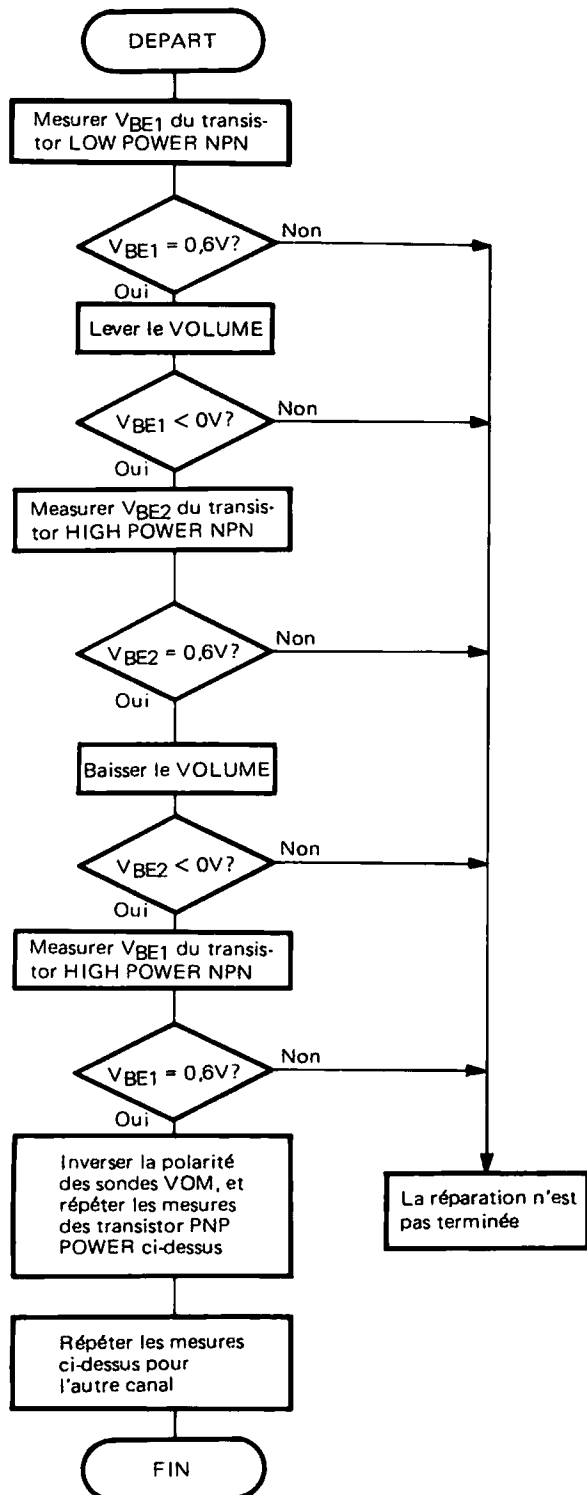 DEPART
Mesurer VBE1 du transis-
tor LOW POWER NPN
VBE1 = 0,6V?
Non
Oui
Lever le VOLUME
VBE1 < 0V?
Non
Oui
Measurer VBE2 du transis-
tor HIGH POWER NPN
VBE2 = 0,6V?
Non
Oui
Baisser le VOLUME
VBE2 < 0V?
Non
Oui
Measurer VBE1 du transis-
tor HIGH POWER NPN
VBE1 = 0,6V?
Non
Oui
Inverser la polarité
des sondes VOM, et
répéter les mesures
des transistor PNP
POWER ci-dessus
La réparation n'est
pas terminée
Répéter les mesures
ci-dessus pour
l'autre canal
FIN